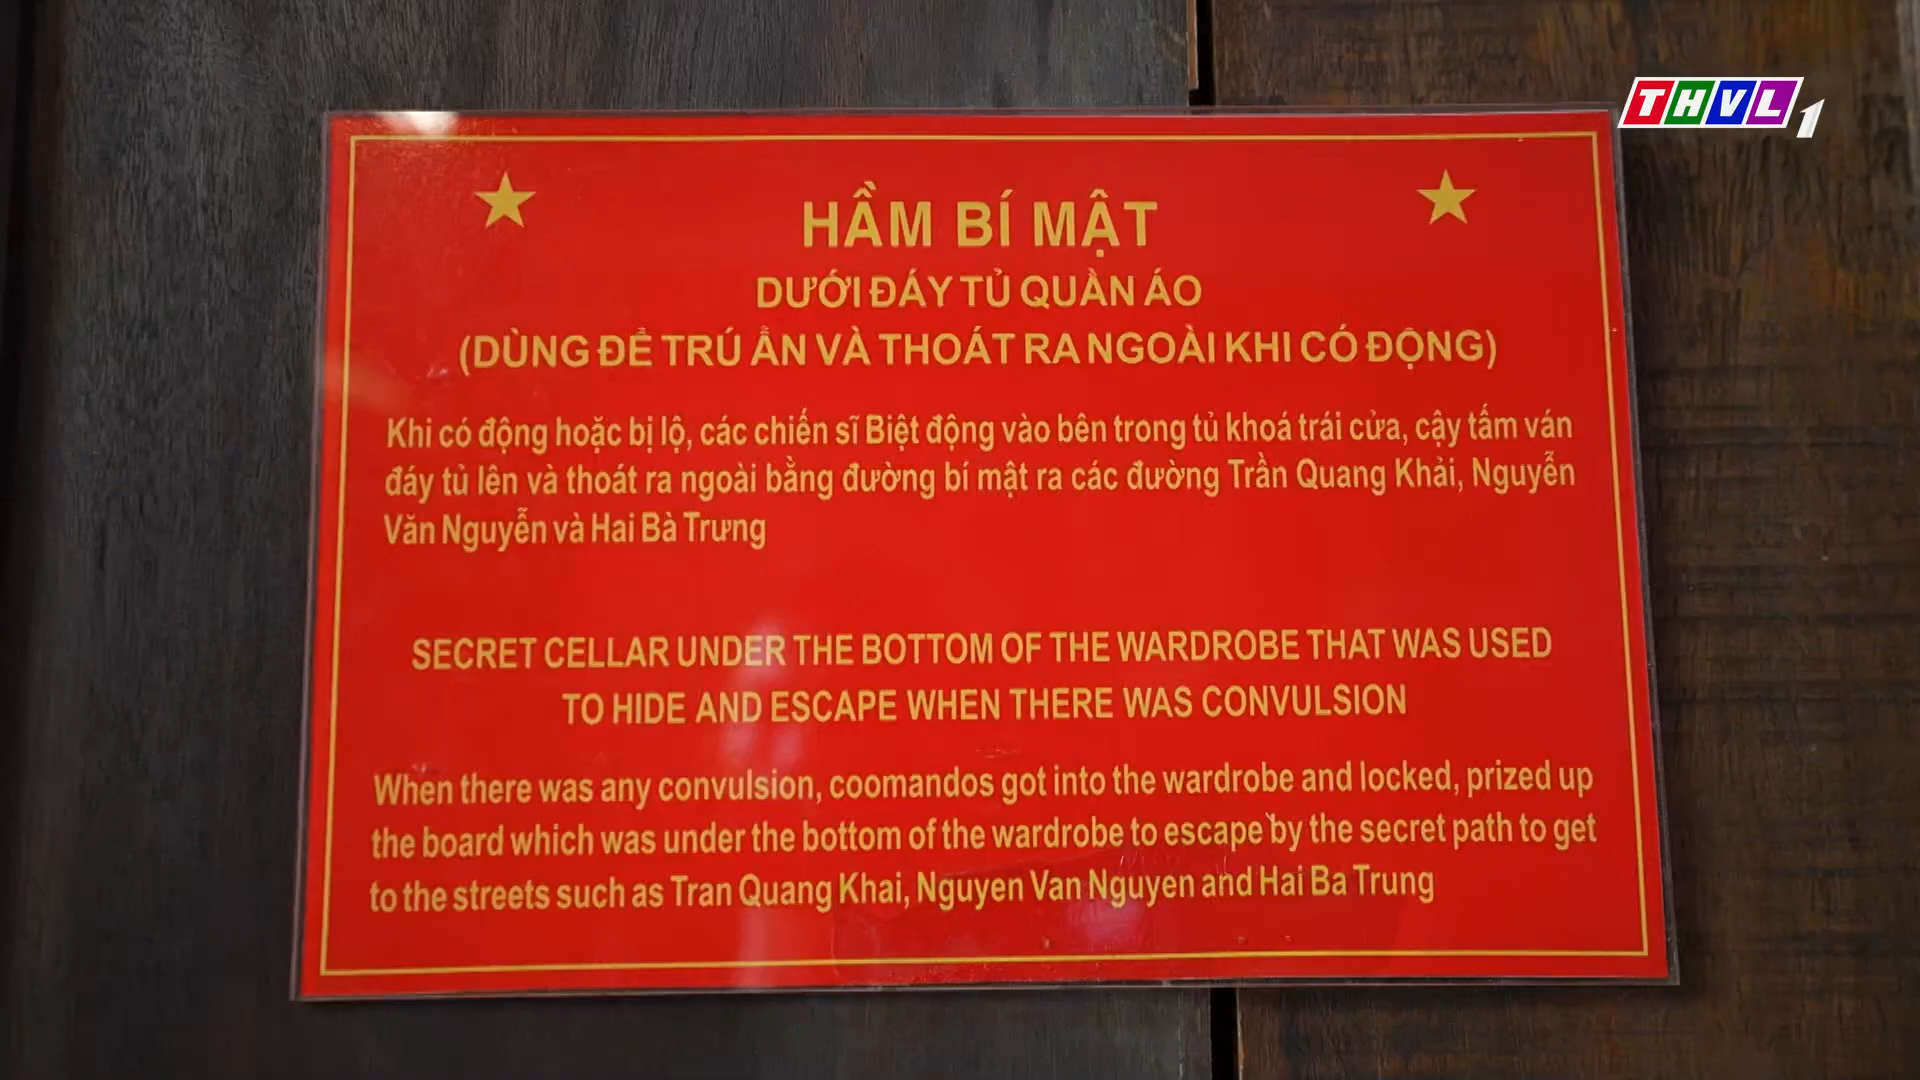 THVL1
HẦM BÍ MẬT
DƯỚI ĐÁY TỦ QUẦN ÁO
(DÙNG ĐỂ TRÚ ẨN VÀ THOÁT RA NGOÀI KHI CÓ ĐỘNG)
Khi có động hoặc bị lộ, các chiến sĩ Biệt động vào bên trong tủ khoá trái cửa, cậy tấm ván
đáy tủ lên và thoát ra ngoài bằng đường bí mật ra các đường Trần Quang Khải, Nguyễn
Văn Nguyễn và Hai Bà Trưng
SECRET CELLAR UNDER THE BOTTOM OF THE WARDROBE THAT WAS USED
TO HIDE AND ESCAPE WHEN THERE WAS CONVULSION
When there was any convulsion, coomandos got into the wardrobe and locked, prized up
the board which was under the bottom of the wardrobe to escape by the secret path to get
to the streets such as Tran Quang Khai, Nguyen Van Nguyen and Hai Ba Trung